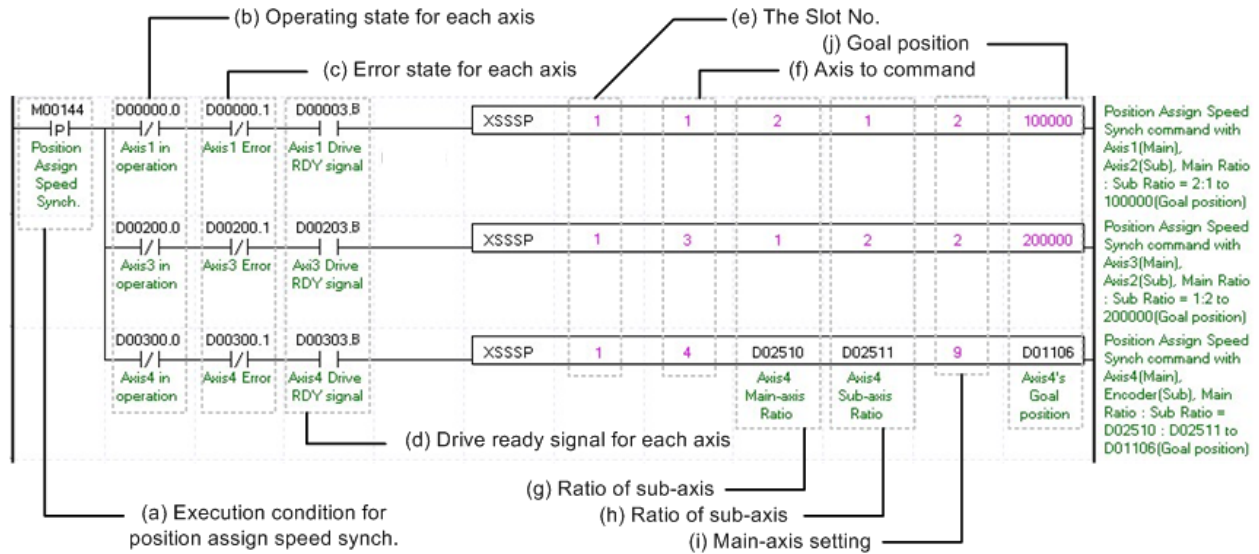 (b) Operating state for each axis
(e) The Slot No.
(j) Goal position
(c) Error state for each axis
(f) Axis to command
M00144
D00000.0
D00000.1
D00003.B
P
XSSSP
1
1
2
1
2
100000
Position
Assign
Speed
Synch.
Axis1 in
operation
Axis1 Error
Axis1 Drive
RDY signal
Position Assign Speed
Synch command with
Axis1(Main),
Axis2(Sub), Main Ratio
: Sub Ratio = 2:1 to
100000(Goal position)
D00200.0
D00200.1
D00203.B
XSSSP
1
3
1
2
2
200000
Axis3 in
operation
Axis3 Error
Axi3 Drive
RDY signal
Position Assign Speed
Synch command with
Axis3(Main),
Axis2(Sub), Main Ratio
: Sub Ratio = 1:2 to
200000(Goal position)
D00300.0
D00300.1
D00303.B
XSSSP
1
4
D02510
D02511
9
D01106
Axis4 in
operation
Axis4 Error
Axis4 Drive
RDY signal
Axis4
Main-axis
Ratio
Axis4
Sub-axis
Ratio
Axis4's
Goal
position
Position Assign Speed
Synch command with
Axis4(Main),
Encoder(Sub), Main
Ratio : Sub Ratio =
D02510 : D02511 to
D01106(Goal position)
(d) Drive ready signal for each axis
(g) Ratio of sub-axis
(a) Execution condition for
position assign speed synch.
(h) Ratio of sub-axis
(i) Main-axis setting